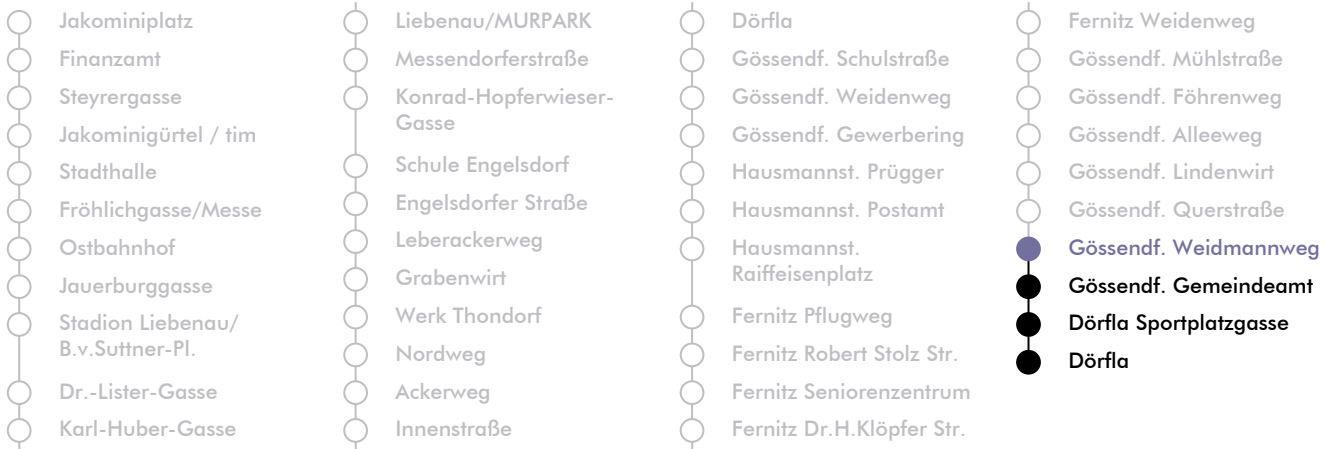 Jakominiplatz
Finanzamt
Steyrergasse
Jakominigürtel / tim
Stadthalle
Fröhlichgasse/Messe
Ostbahnhof
Jauerburggasse
Stadion Liebenau/
B.v.Suttner-Pl.
Dr.-Lister-Gasse
Karl-Huber-Gasse
Liebenau/MURPARK
Messendorferstraße
Konrad-Hopferwieser-
Gasse
Schule Engelsdorf
Engelsdorfer Straße
Leberackerweg
Grabenwirt
Werk Thondorf
Nordweg
Ackerweg
Innenstraße
Dörfla
Gössendf. Schulstraße
Gössendf. Weidenweg
Gössendf. Gewerbering
Hausmannst. Prügger
Hausmannst. Postamt
Hausmannst.
Raiffeisenplatz
Fernitz Pflugweg
Fernitz Robert Stolz Str.
Fernitz Seniorenzentrum
Fernitz Dr.H.Klöpfer Str.
Fernitz Weidenweg
Gössendf. Mühlstraße
Gössendf. Föhrenweg
Gössendf. Alleeweg
Gössendf. Lindenwirt
Gössendf. Querstraße
Gössendf. Weidmannweg
Gössendf. Gemeindeamt
Dörfla Sportplatzgasse
Dörfla